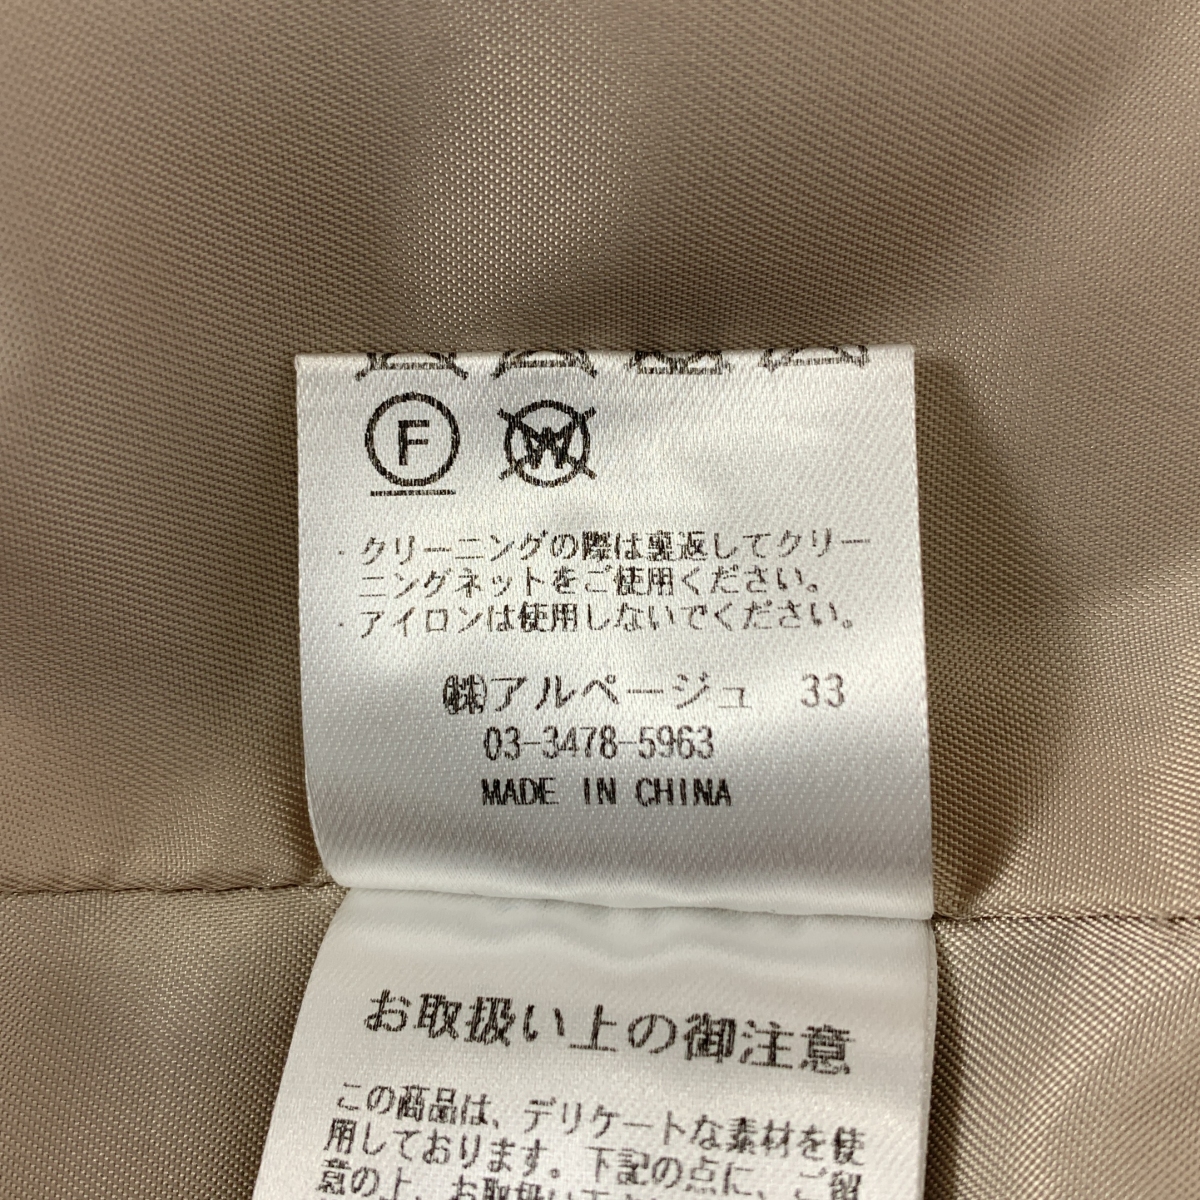 F W
・クリーニングの際は裏返してクリー
ニングネットをご使用ください。
・アイロンは使用しないでください。
㈱アルページュ 33
03-3478-5963
MADE IN CHINA
お取扱い上の御注意
この商品は、デリケートな素材を使
用しております。下記の点に、ご留
意の上、お取扱い下さ